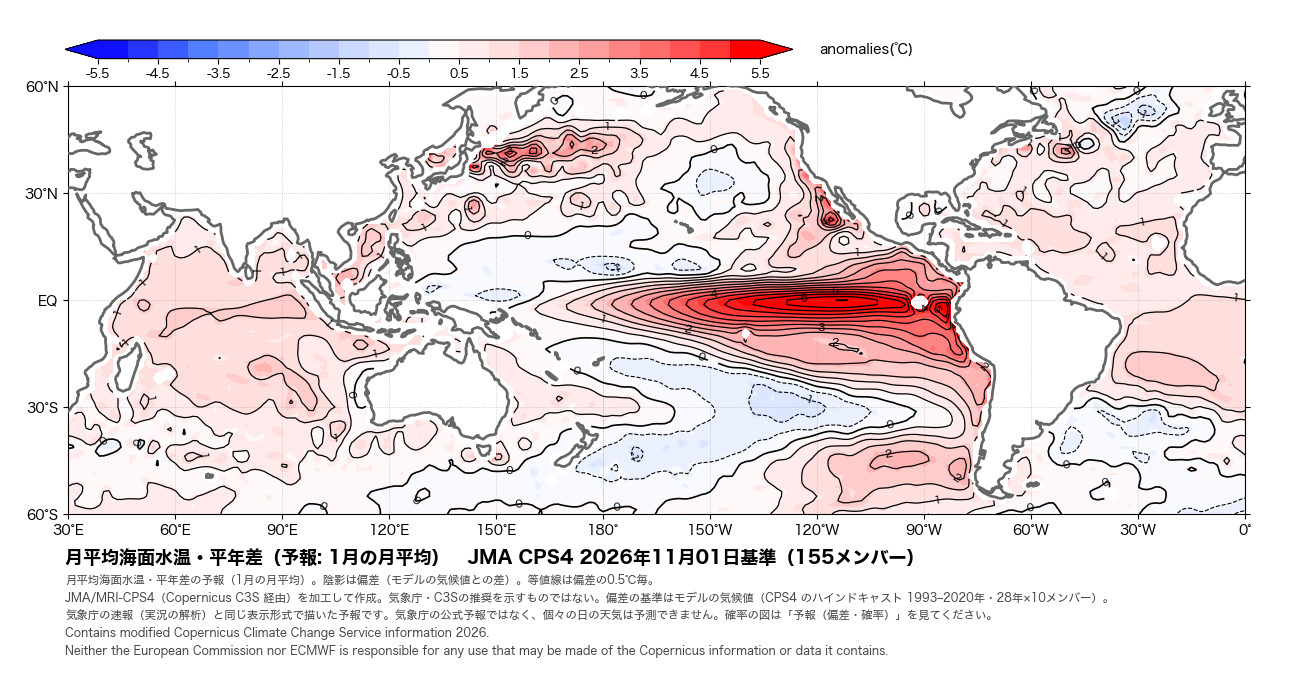 anomalies(℃)
-5.5 -4.5 -3.5 -2.5 -1.5 -0.5 0.5 1.5 2.5 3.5 4.5 5.5
60°N
30°N
EQ
30°S
60°S
30°E 60°E 90°E 120°E 150°E 180° 150°W 120°W 90°W 60°W 30°W 0°
月平均海面水温・平年差（予報: 1月の月平均） JMA CPS4 2026年11月01日基準（155メンバー）
月平均海面水温・平年差の予報（1月の月平均）。陰影は偏差（モデルの気候値との差）。等値線は偏差の0.5℃毎。
JMA/MRI-CPS4（Copernicus C3S 経由）を加工して作成。気象庁・C3Sの推奨を示すものではない。偏差の基準はモデルの気候値（CPS4 のハインドキャスト 1993–2020年・28年×10メンバー）。
気象庁の速報（実況の解析）と同じ表示形式で描いた予報です。気象庁の公式予報ではなく、個々の日の天気は予測できません。確率の図は「予報（偏差・確率）」を見てください。
Contains modified Copernicus Climate Change Service information 2026.
Neither the European Commission nor ECMWF is responsible for any use that may be made of the Copernicus information or data it contains.